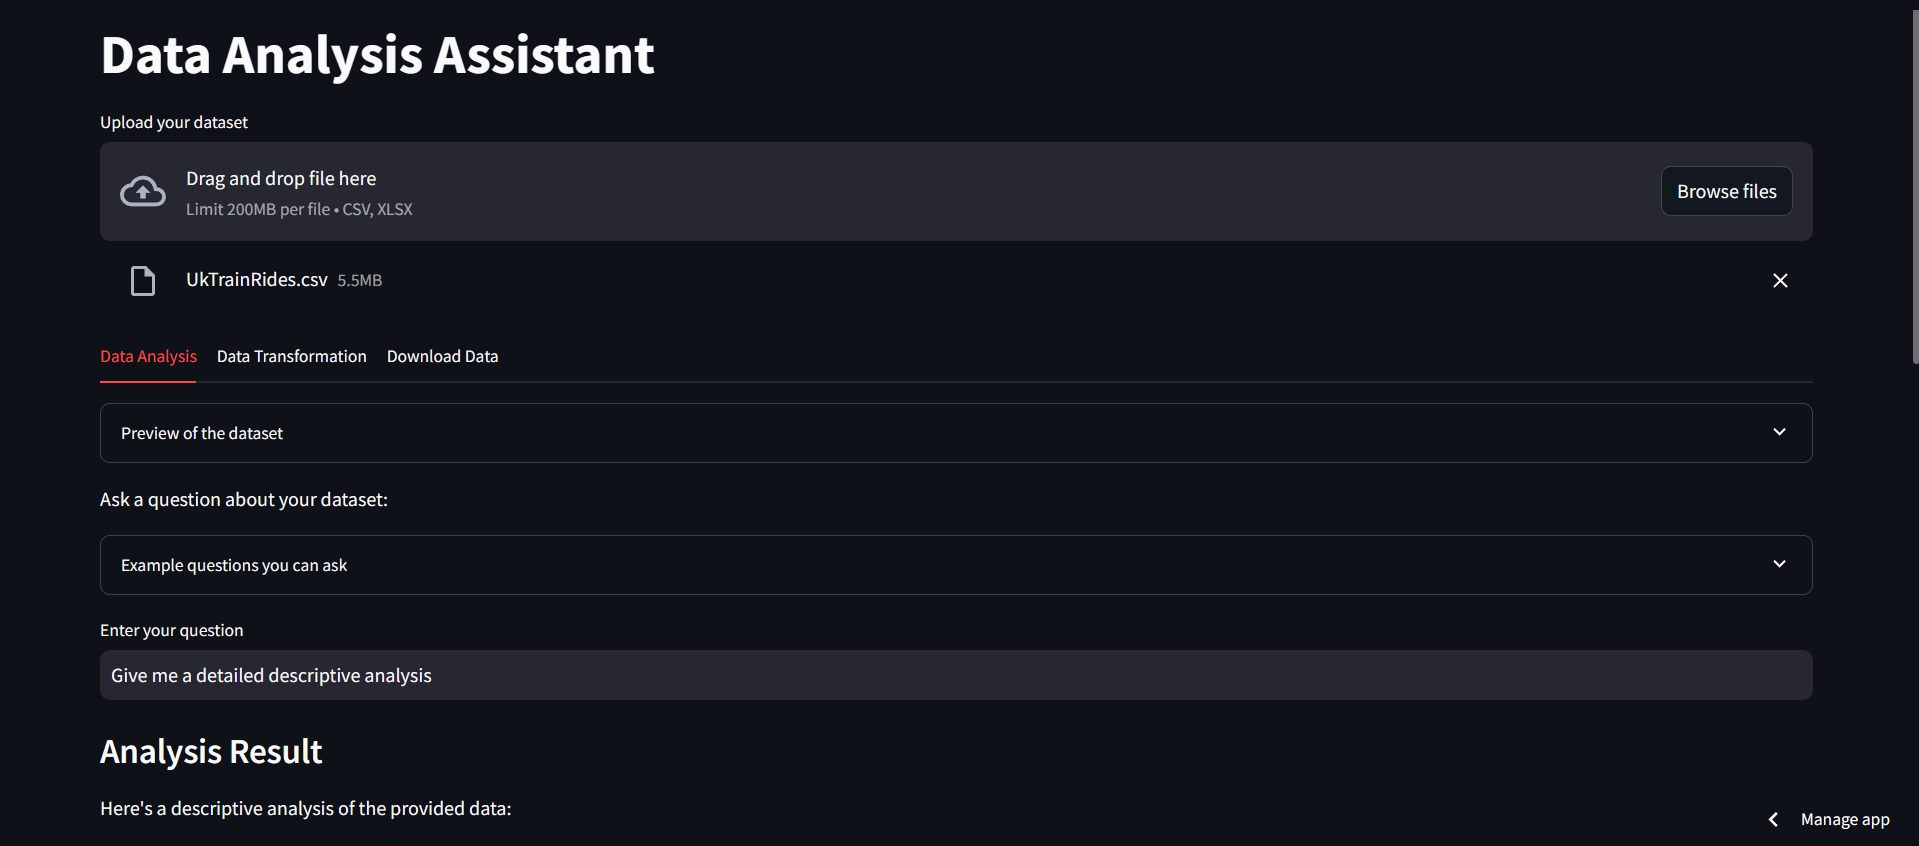 Data Analysis Assistant
Upload your dataset
Drag and drop file here
Limit 200MB per file • CSV, XLSX
Browse files
UkTrainRides.csv 5.5MB
Data Analysis Data Transformation Download Data
Preview of the dataset
Ask a question about your dataset:
Example questions you can ask
Enter your question
Give me a detailed descriptive analysis
Analysis Result
Here's a descriptive analysis of the provided data:
Manage app